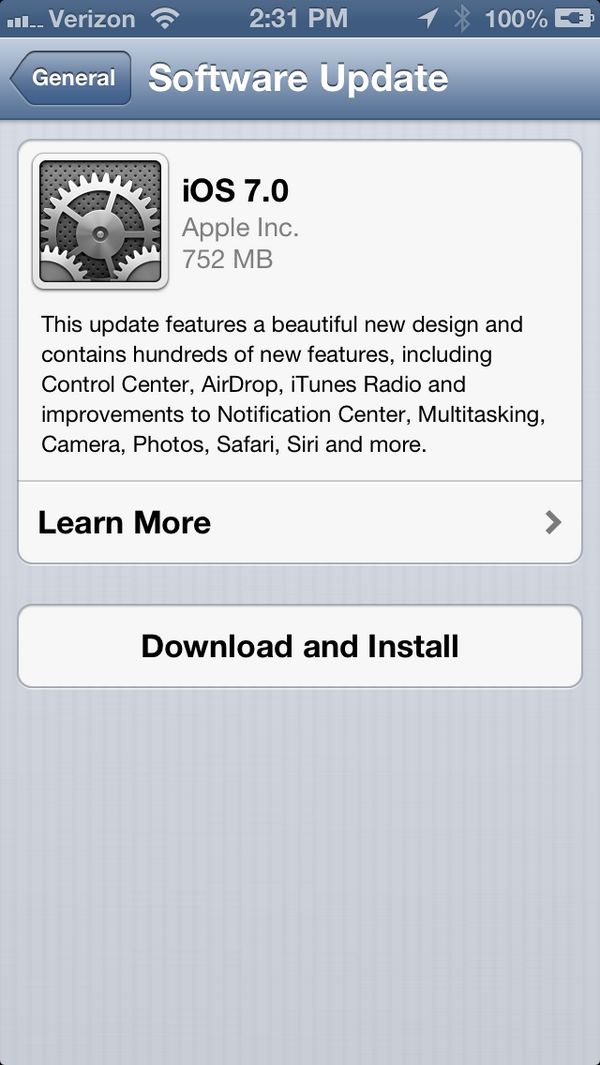 Verizon 2:31 PM 100%
General Software Update
iOS 7.0
Apple Inc.
752 MB
This update features a beautiful new design and
contains hundreds of new features, including
Control Center, AirDrop, iTunes Radio and
improvements to Notification Center, Multitasking,
Camera, Photos, Safari, Siri and more.
Learn More
Download and Install